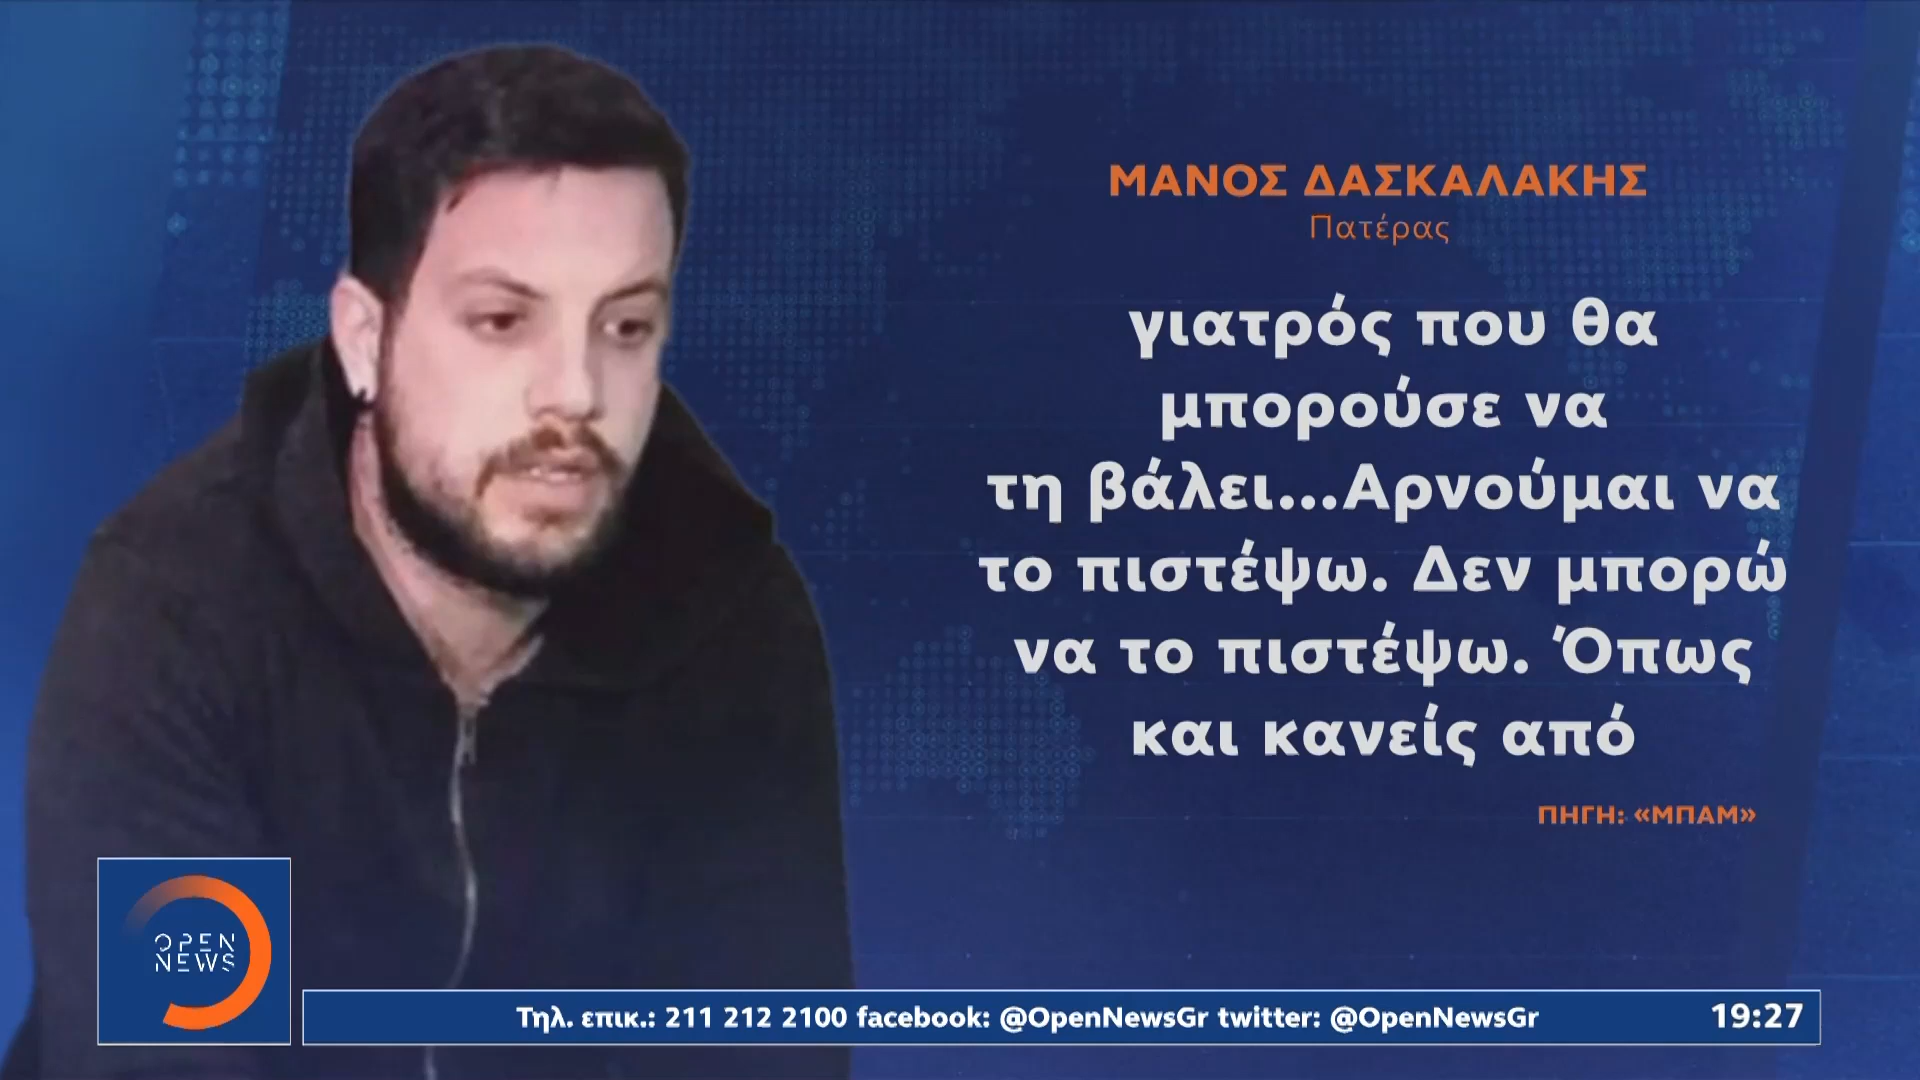 ΜΑΝΟΣ ΔΑΣΚΑΛΑΚΗΣ
Πατέρας
γιατρός που θα
μπορούσε να
τη βάλει...Αρνούμαι να
το πιστέψω. Δεν μπορώ
να το πιστέψω. Όπως
και κανείς από
ΠΗΓΗ: «ΜΠΑΜ»
OPEN
NEWS
Τηλ. επικ.: 211 212 2100 facebook: @OpenNewsGr twitter: @OpenNewsGr
19:27